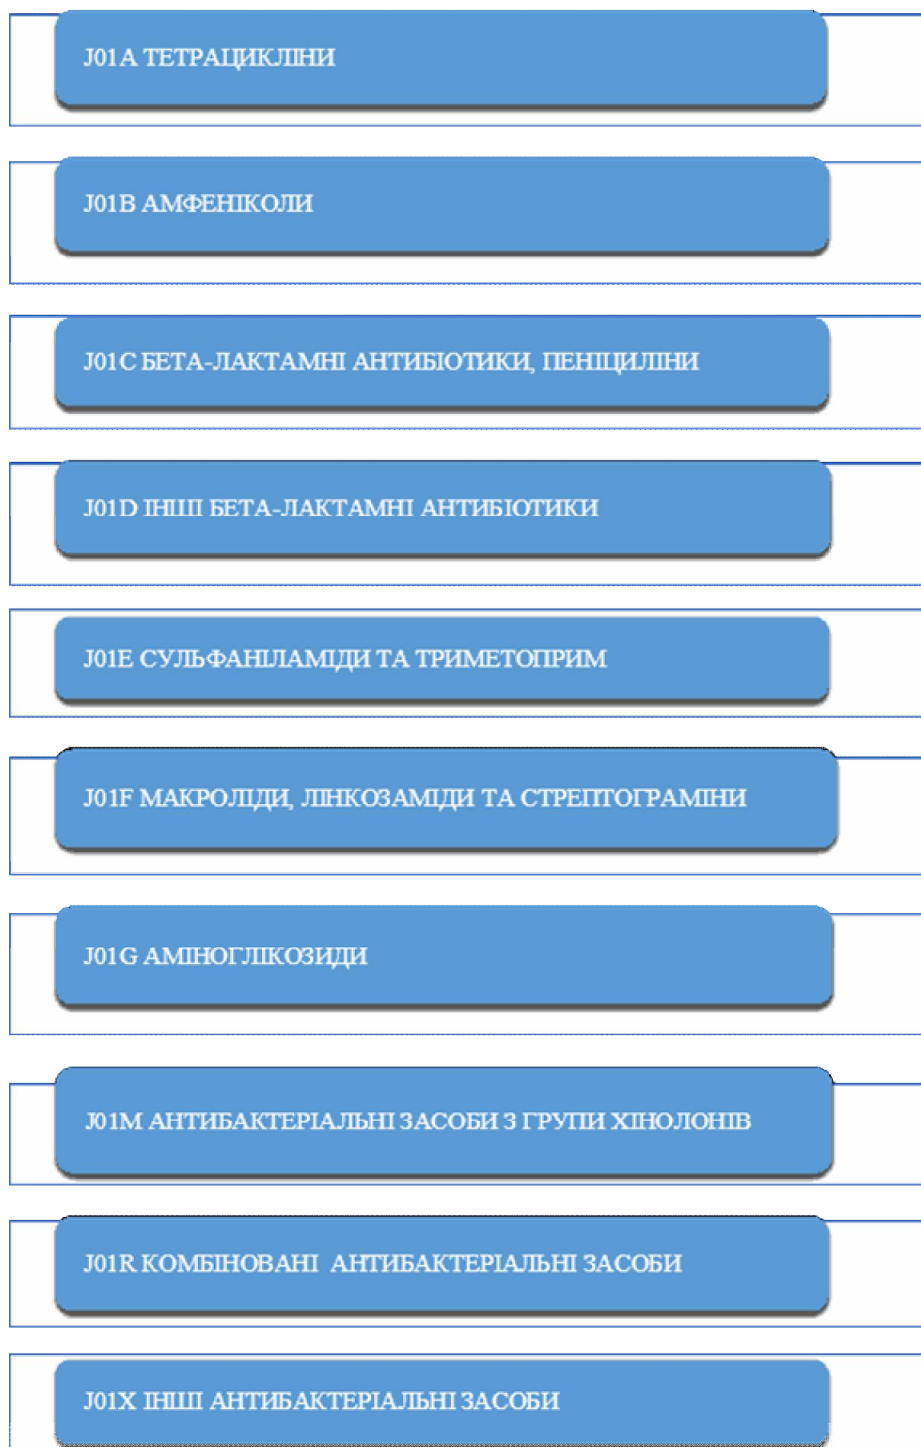 J01A ТЕТРАЦИКЛІНИ
J01B АМФЕНІКОЛИ
J01C БЕТА-ЛАКТАМНІ АНТИБІОТИКИ, ПЕНІЦИЛІНИ
J01D ІНШІ БЕТА-ЛАКТАМНІ АНТИБІОТИКИ
J01E СУЛЬФАНІЛАМІДИ ТА ТРИМЕТОПРИМ
J01F МАКРОЛІДИ, ЛІНКОЗАМІДИ ТА СТРЕПТОГРАМІНИ
J01G АМІНОГЛІКОЗИДИ
J01M АНТИБАКТЕРІАЛЬНІ ЗАСОБИ З ГРУПИ ХІНОЛОНІВ
J01R КОМБІНОВАНІ АНТИБАКТЕРІАЛЬНІ ЗАСОБИ
J01X ІНШІ АНТИБАКТЕРІАЛЬНІ ЗАСОБИ